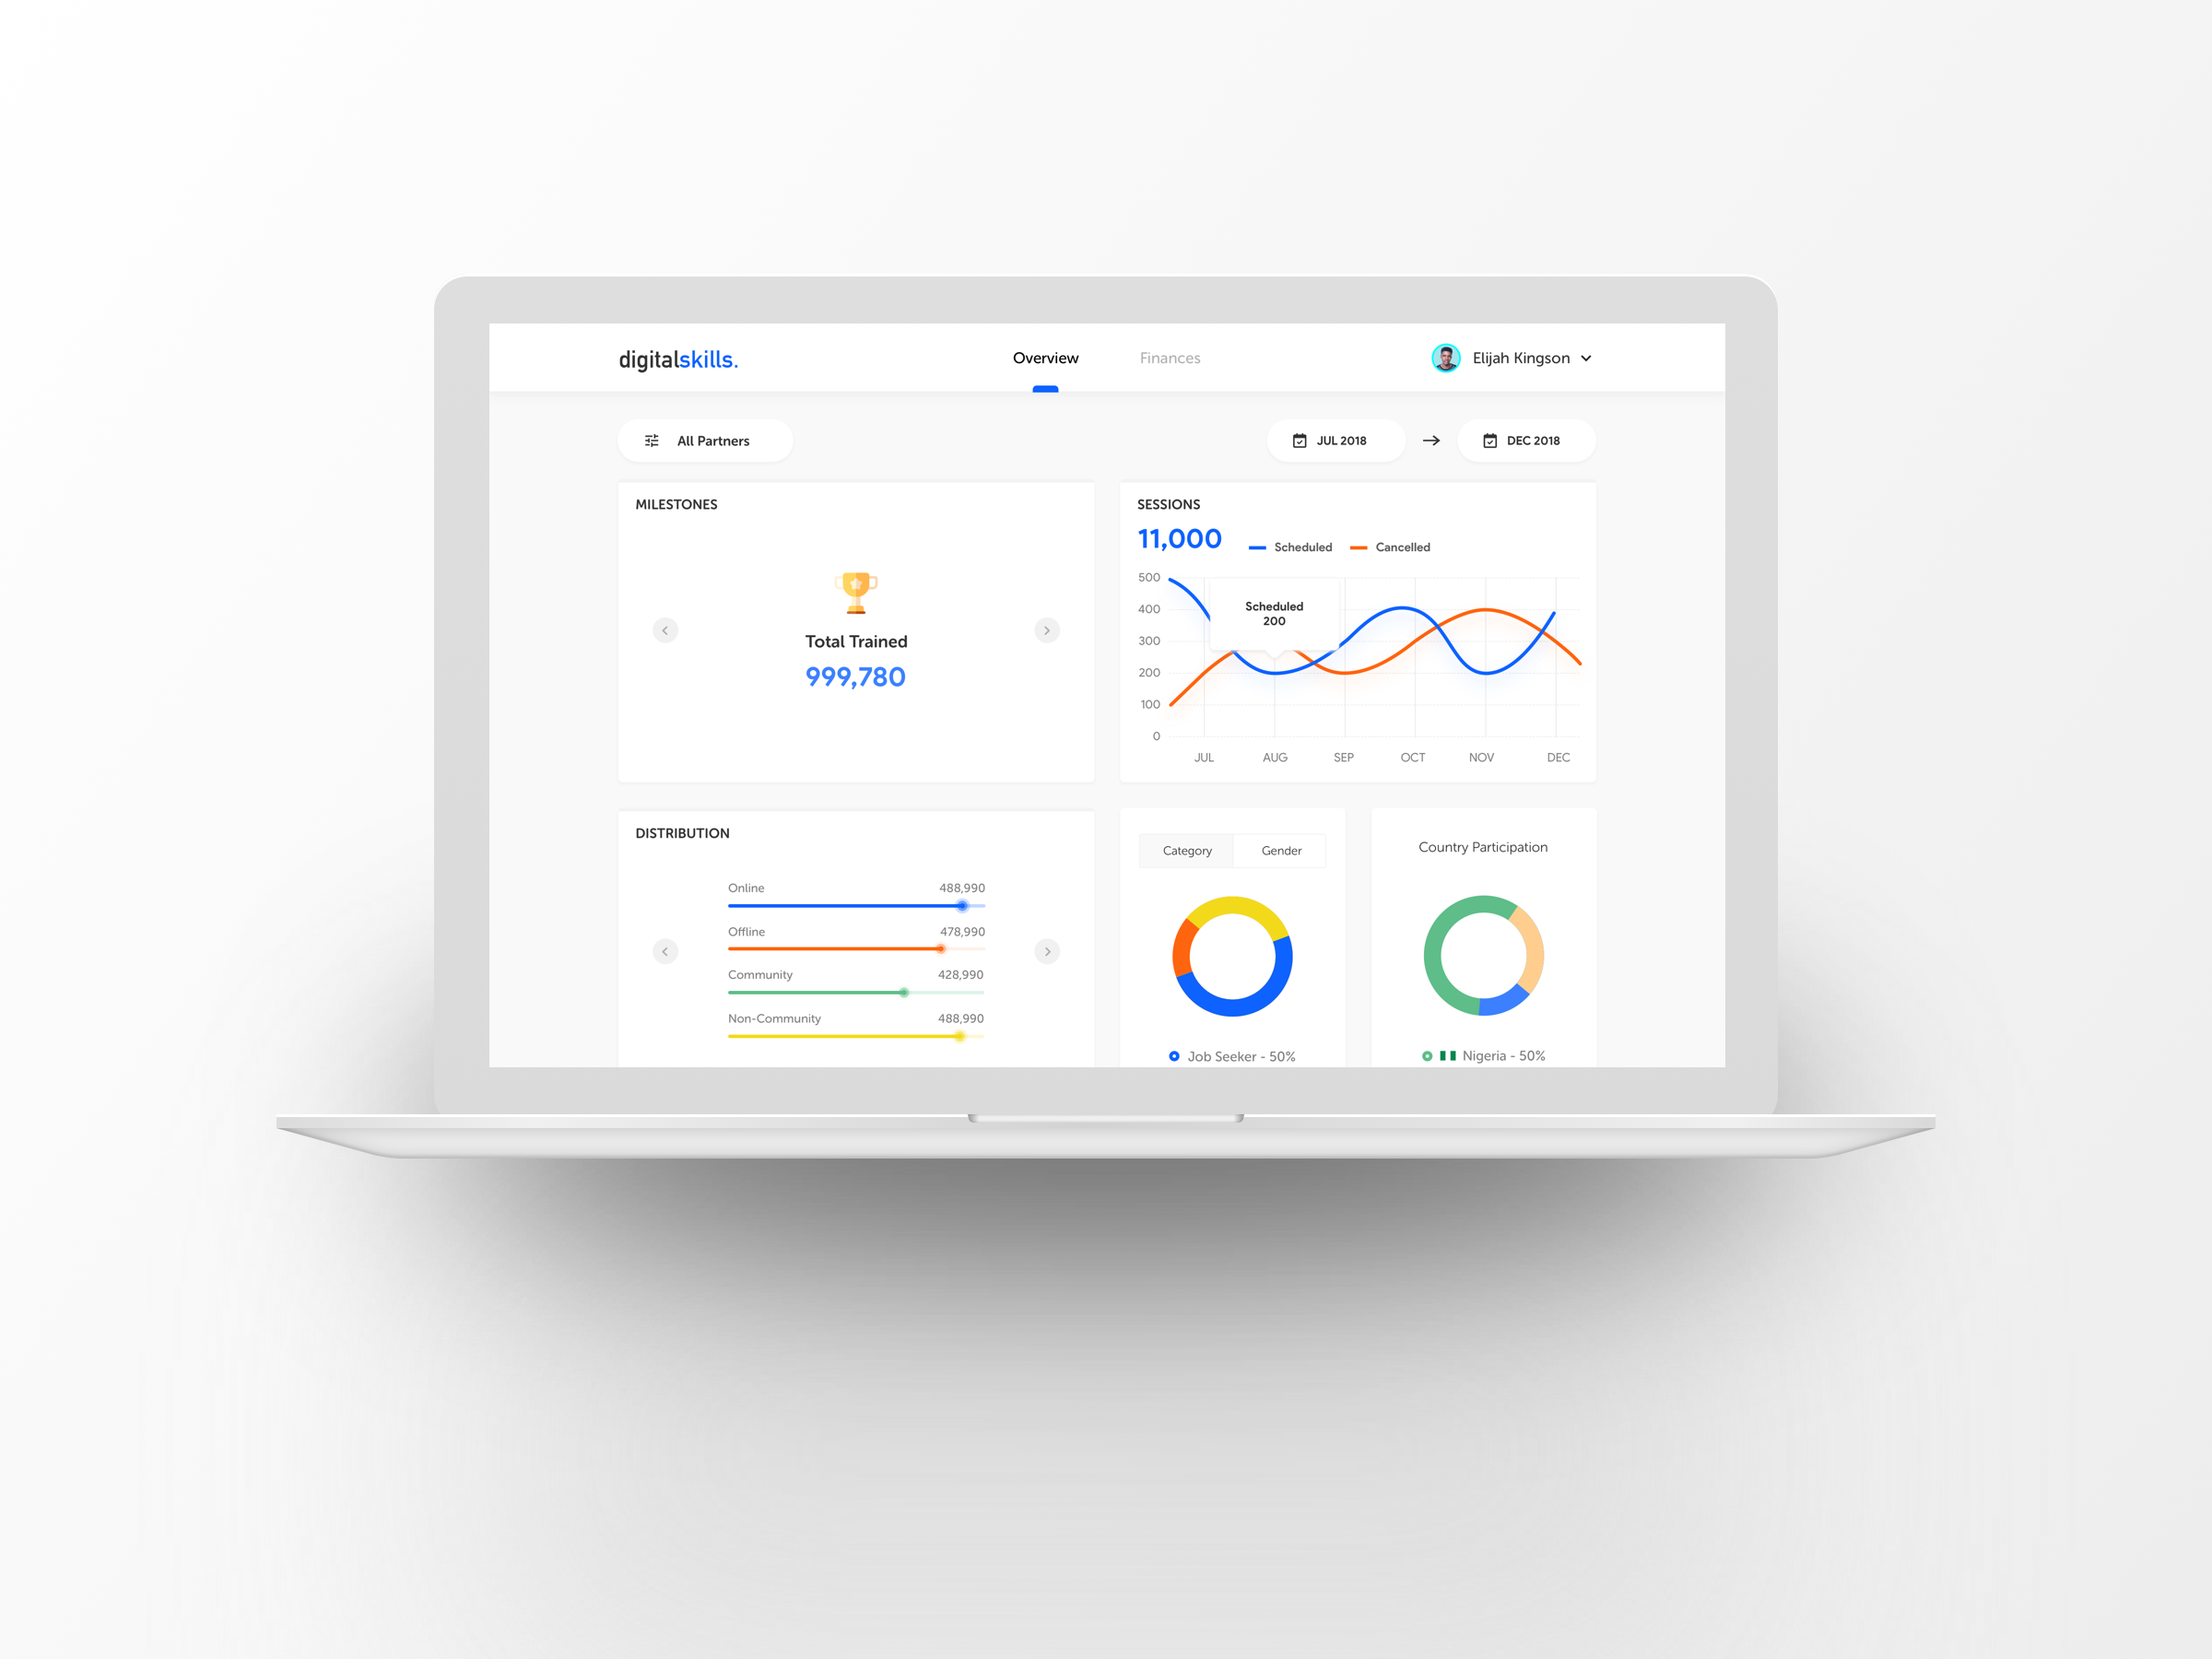 digitalskills.
Overview
Finances
Elijah Kingson
All Partners
JUL 2018
DEC 2018
MILESTONES
Total Trained
999,780
SESSIONS
11,000
Scheduled
Cancelled
500
400
300
200
100
0
Scheduled
200
JUL AUG SEP OCT NOV DEC
DISTRIBUTION
Online 488,990
Offline 478,990
Community 428,990
Non-Community 488,990
Category
Gender
Job Seeker - 50%
Country Participation
Nigeria - 50%